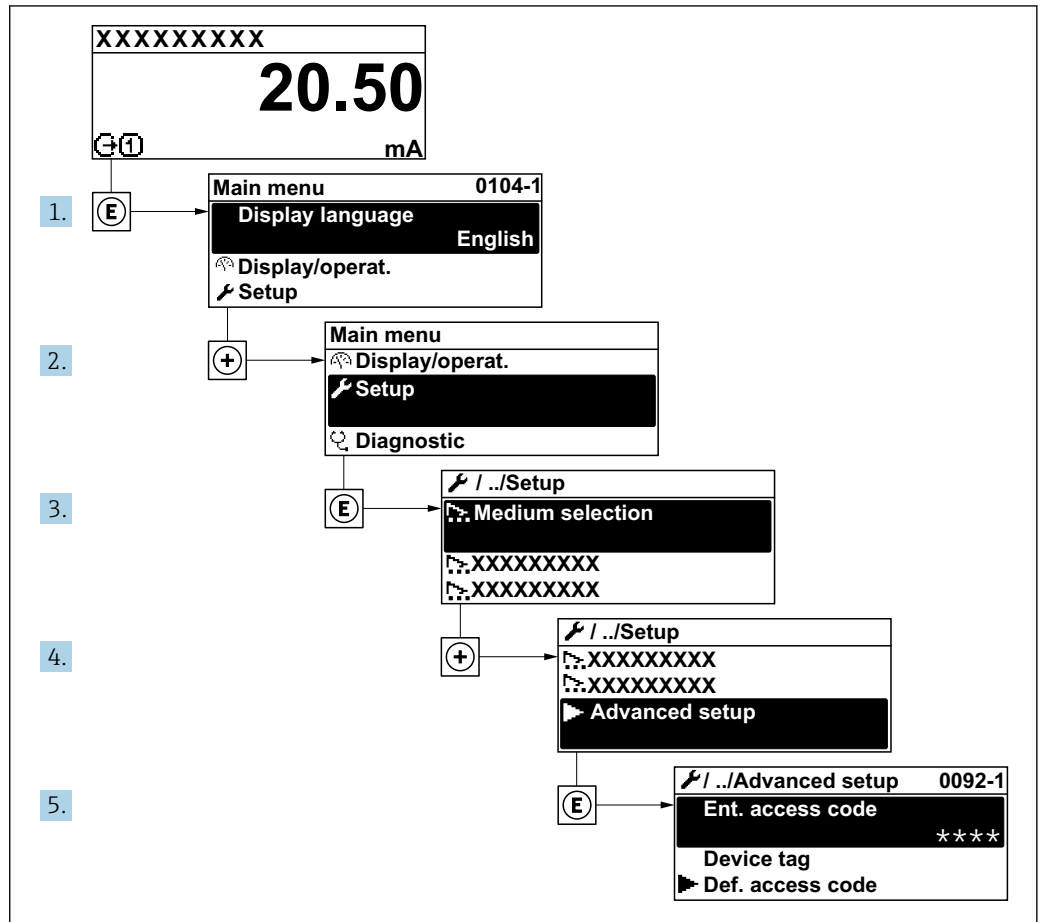 XXXXXXXXX
20.50
1 mA
1. E Main menu 0104-1
Display language
English
Display/operat.
Setup
2. + Main menu
Display/operat.
Setup
Diagnostic
3. E / ../Setup
Medium selection
XXXXXXXXX
XXXXXXXXX
4. + / ../Setup
XXXXXXXXX
XXXXXXXXX
Advanced setup
5. E / ../Advanced setup 0092-1
Ent. access code
****
Device tag
Def. access code